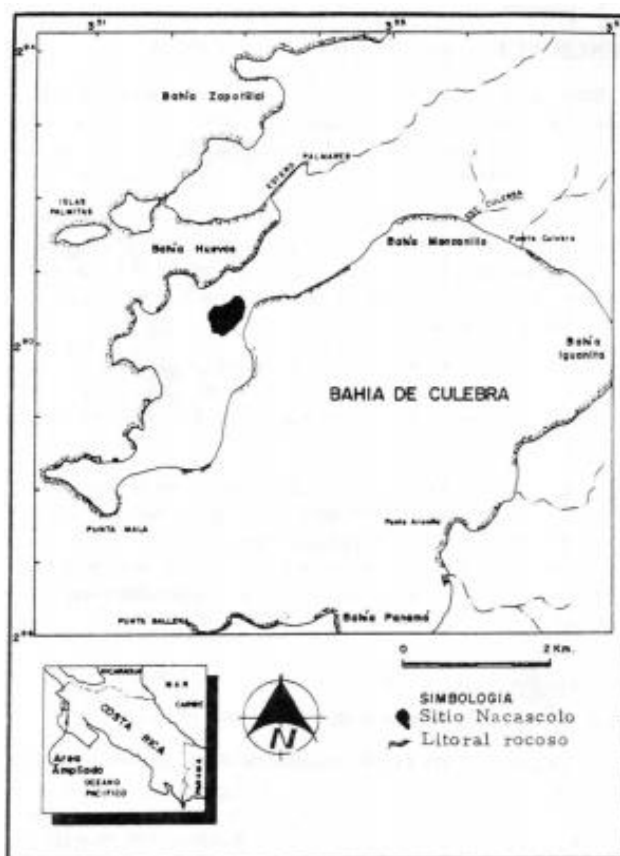 Bahía Zapotillal
ESTERO PALMARES
ISLAS
PALMITAS
EST. CULEBRA
Bahía Huevos
Bahía Manzanillo
Punta Culebra
Bahía
Iguanita
BAHIA DE CULEBRA
PUNTA MALA
PUNTA BALLENA
Bahía Panamá
0 2 Km.
SIMBOLOGIA
Sitio Nacascolo
Litoral rocoso
N
NICARAGUA
MAR
CARIBE
COSTA RICA
Area
Ampliada
OCEANO
PACIFICO
PANAMA